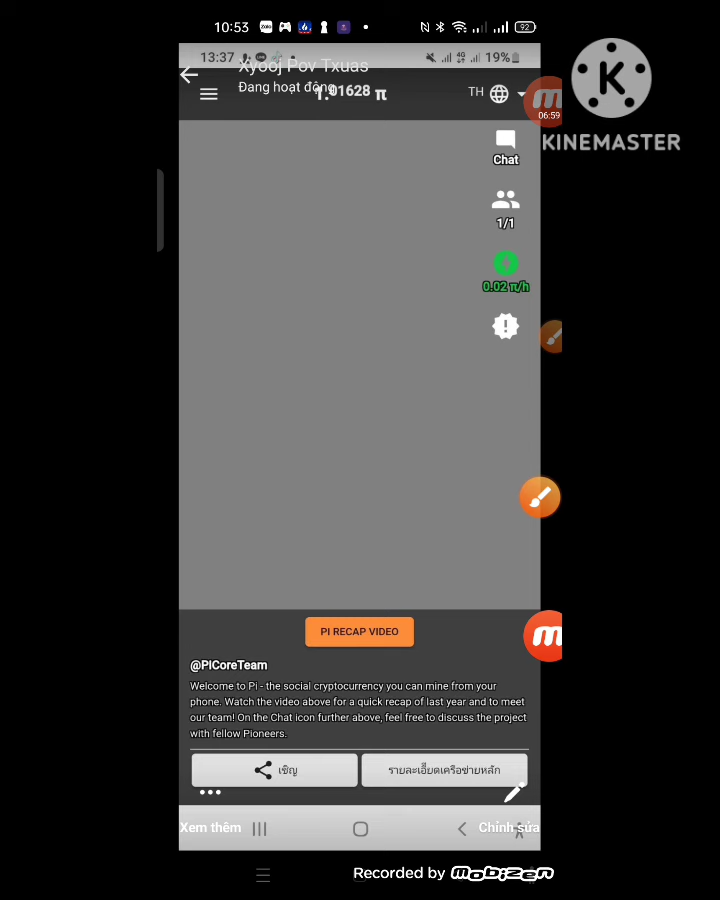 10:53
92
13:37
19%
Xyooj Pov Txuas
Đang hoạt động
1.01628 π
TH
06:59
KINEMASTER
Chat
1/1
0.02 π/h
PI RECAP VIDEO
@PiCoreTeam
Welcome to Pi - the social cryptocurrency you can mine from your
phone. Watch the video above for a quick recap of last year and to meet
our team! On the Chat icon further above, feel free to discuss the project
with fellow Pioneers.
เชิญ
รายละเอียดเครือข่ายหลัก
Xem thêm
Chỉnh sửa
Recorded by Mobizen